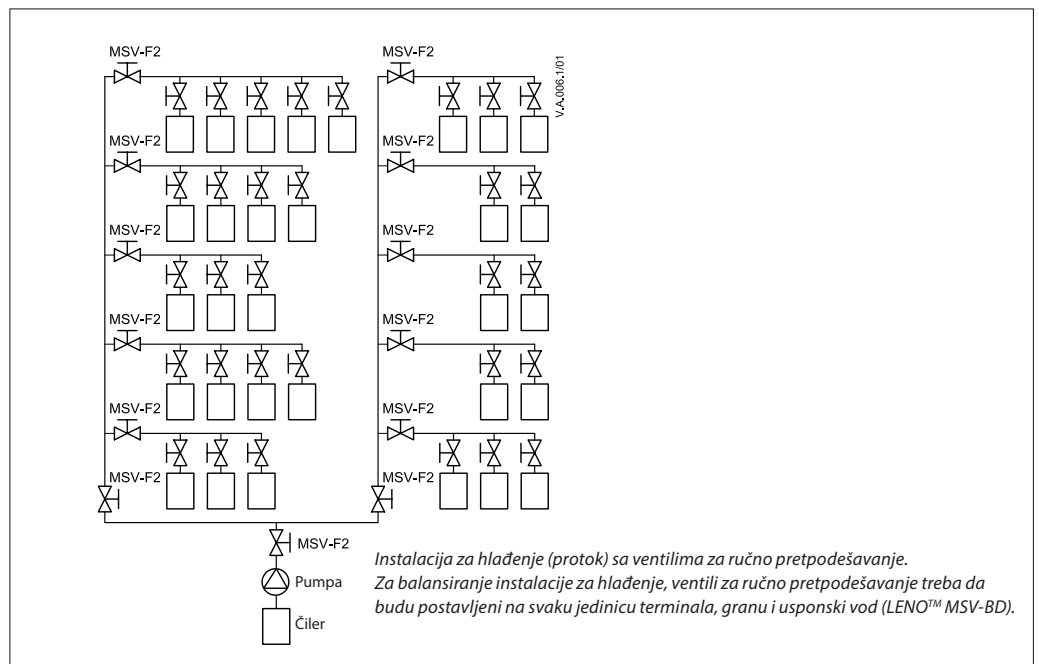 MSV-F2
MSV-F2
V.A.006.1/01
MSV-F2
MSV-F2
MSV-F2
MSV-F2
MSV-F2
MSV-F2
MSV-F2
MSV-F2
MSV-F2
MSV-F2
MSV-F2
Pumpa
Čiler
Instalacija za hlađenje (protok) sa ventilima za ručno pretpodešavanje.
Za balansiranje instalacije za hlađenje, ventili za ručno pretpodešavanje treba da
budu postavljeni na svaku jedinicu terminala, granu i usponski vod (LENO™ MSV-BD).